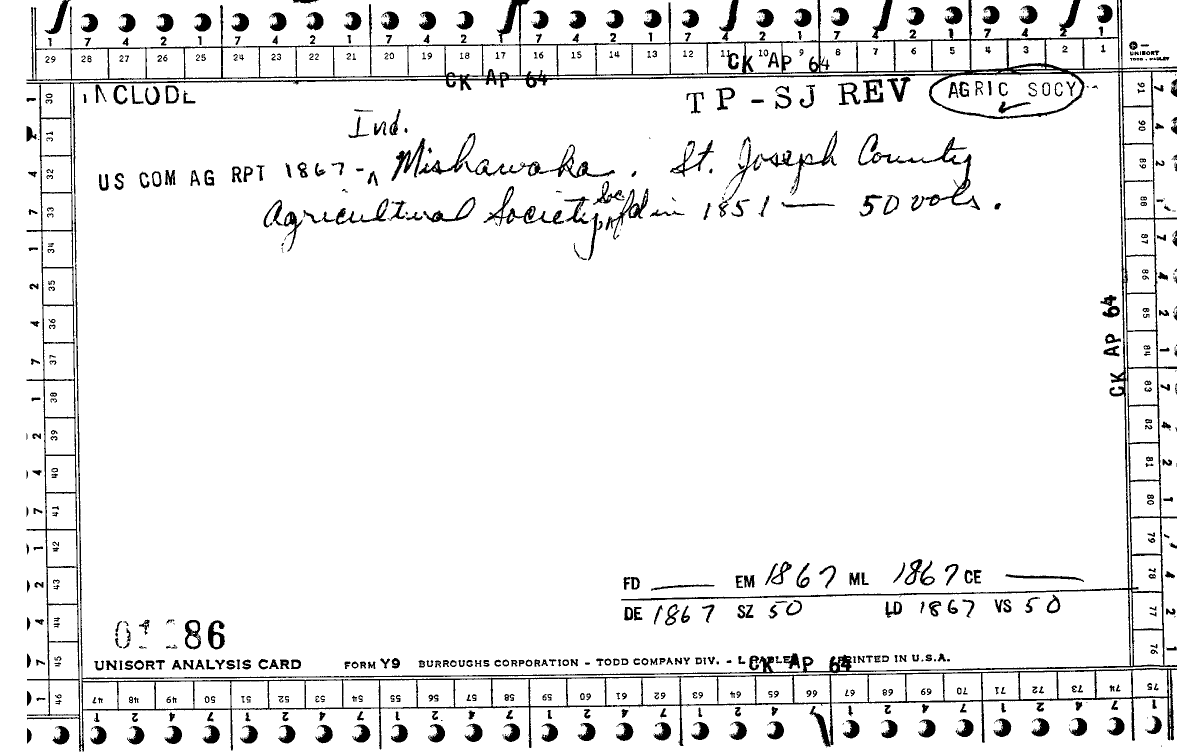 1 7 4 2 1 7 4 2 1 7 4 2 1 7 4 2 1 7 4 2 1 7 4 2 1 7 4 2 1
29 28 27 26 25 24 23 22 21 20 19 18 17 16 15 14 13 12 11 10 9 8 7 6 5 4 3 2 1
UNISORT
CK AP 64 CK AP 64
INCLUDE TP-SJ REV AGRIC SOCY
Ind.
US COM AG RPT 1867- ^ Mishawaka. St. Joseph County
Soc
Agricultural Society fd in 1851 — 50 vols.
CK AP 64
FD — EM 1867 ML 1867 CE —
DE 1867 SZ 50 LD 1867 VS 50
86
UNISORT ANALYSIS CARD FORM Y9 BURROUGHS CORPORATION - TODD COMPANY DIV. - PRINTED IN U.S.A.
CK AP 64
30 31 32 33 34 35 36 37 38 39 40 41 42 43 44 45 46
47 48 49 50 51 52 53 54 55 56 57 58 59 60 61 62 63 64 65 66 67 68 69 70 71 72 73 74 75
91 90 89 88 87 86 85 84 83 82 81 80 79 78 77 76